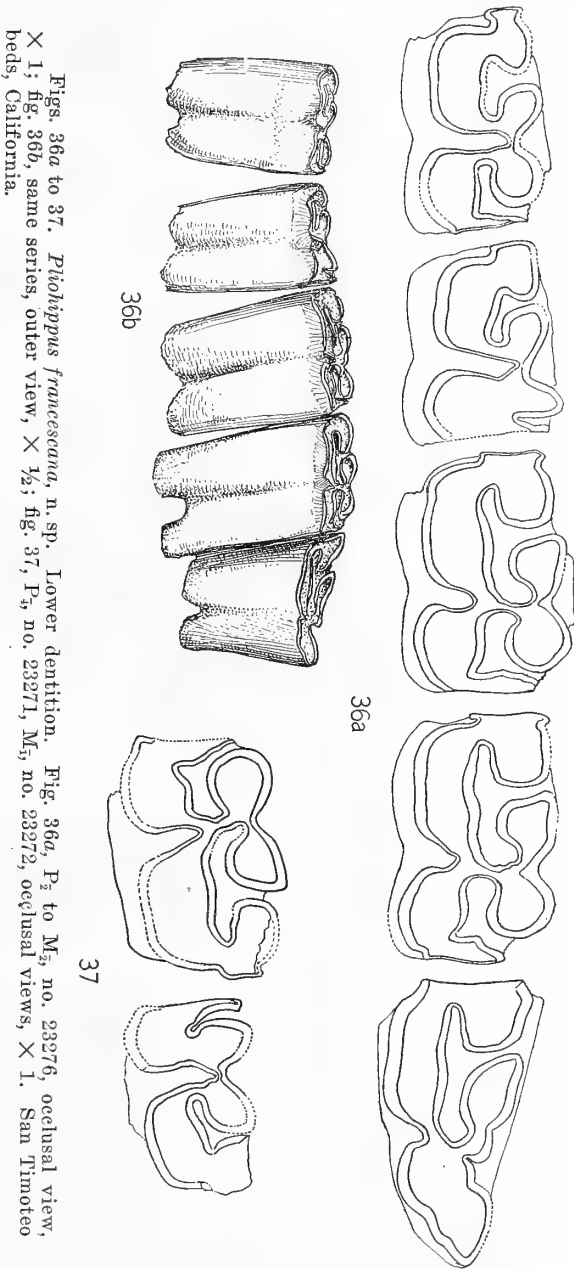 36a
36b
37
Figs. 36a to 37. Pliohippus francescana, n. sp. Lower dentition. Fig. 36a, P2 to M2, no. 23276, occlusal view,
× 1; fig. 36b, same series, outer view, × ½; fig. 37, P4, no. 23271, M1, no. 23272, occlusal views, × 1. San Timoteo
beds, California.